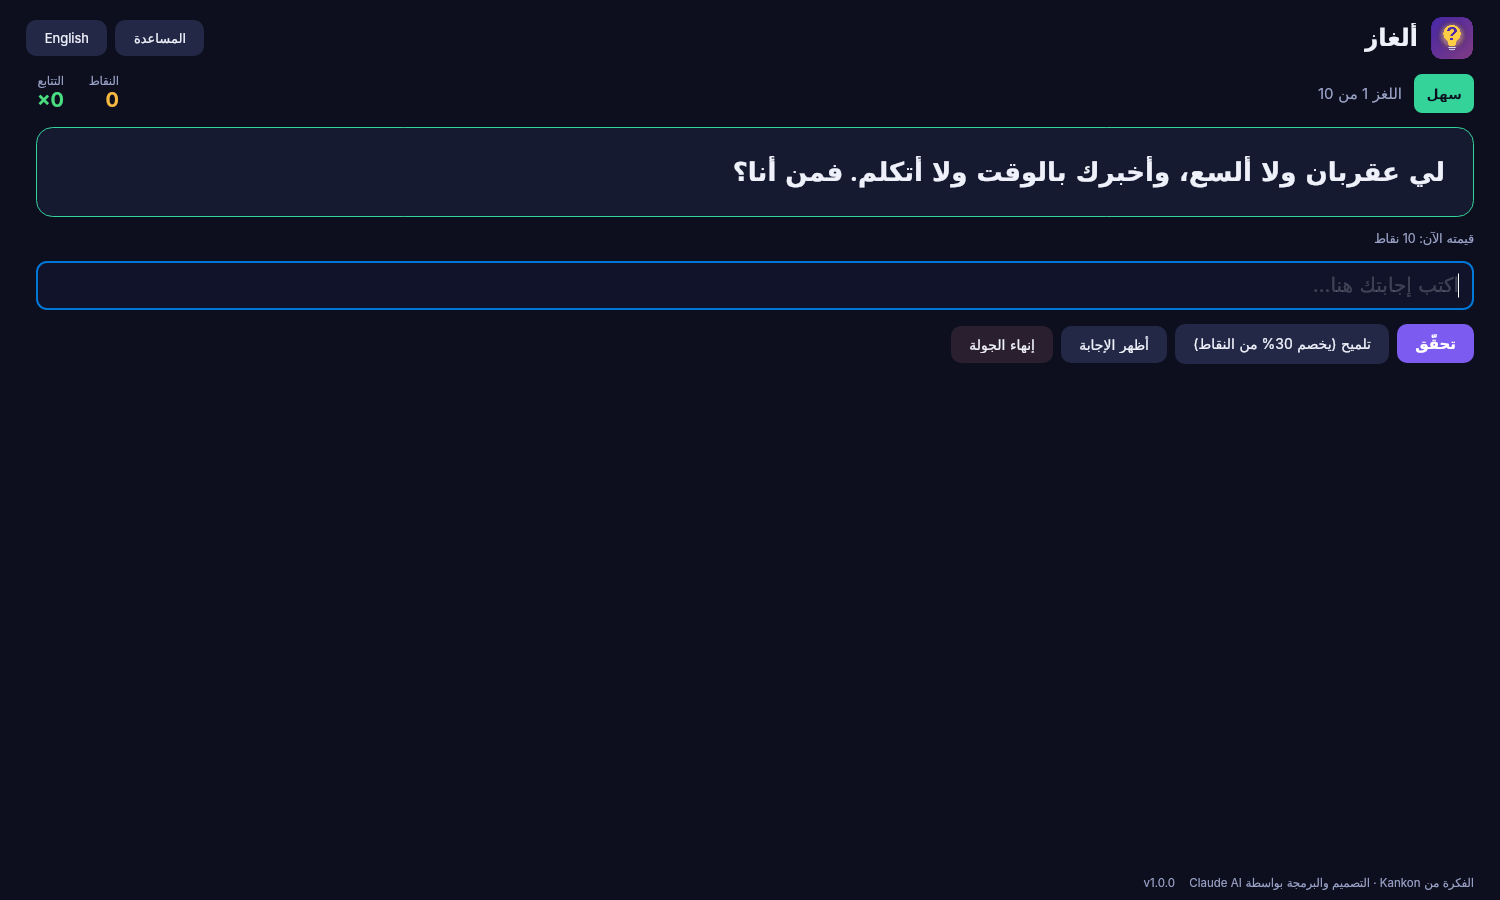 ألغاز
المساعدة
English
سهل
اللغز 1 من 10
النقاط
0
التتابع
×0
لي عقربان ولا ألسع، وأخبرك بالوقت ولا أتكلم. فمن أنا؟
قيمته الآن: 10 نقاط
اكتب إجابتك هنا...
تحقّق
تلميح (يخصم 30% من النقاط)
أظهر الإجابة
إنهاء الجولة
الفكرة من Kankon · التصميم والبرمجة بواسطة Claude AI
v1.0.0